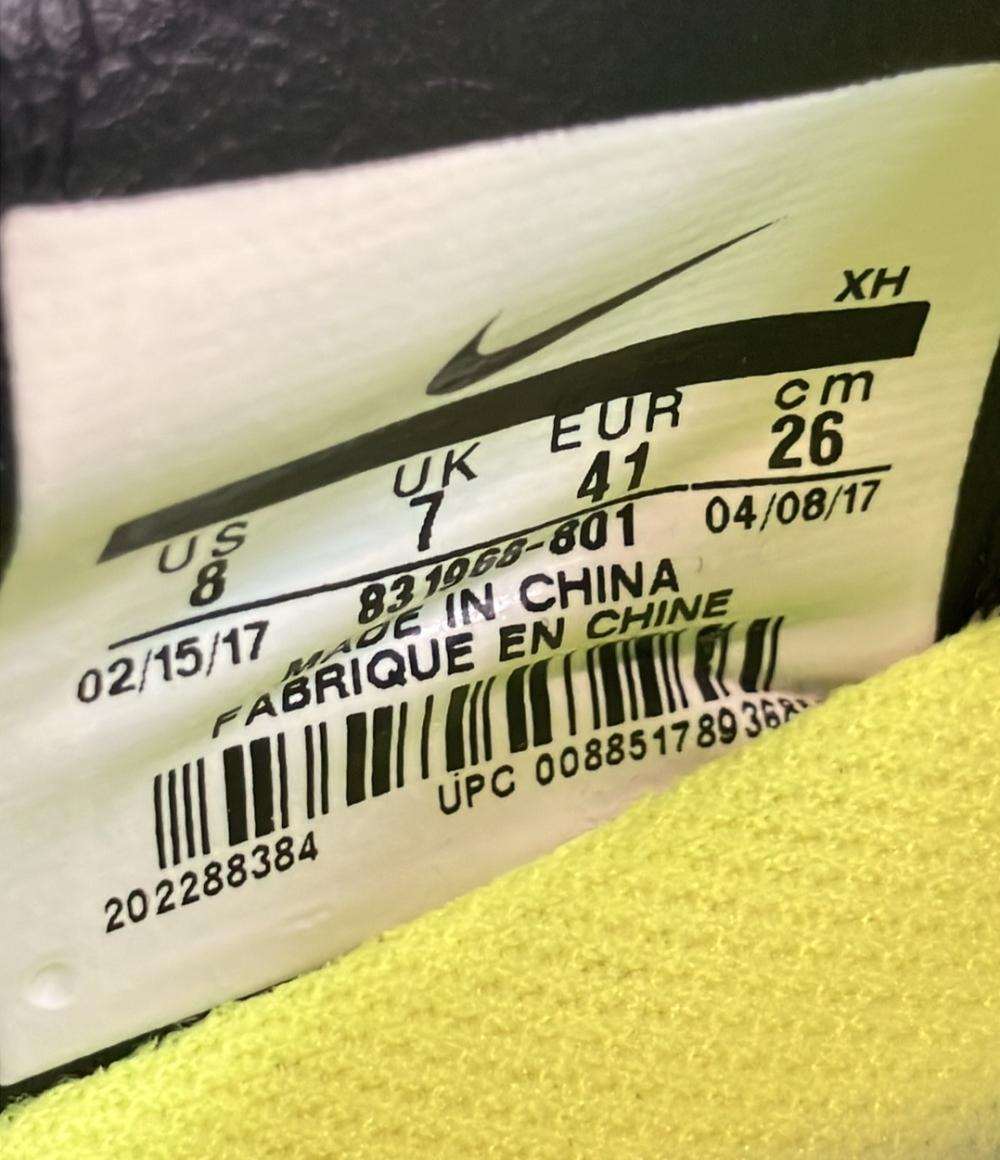 XH
US UK EUR cm
8 7 41 26
02/15/17 831968-801 04/08/17
MADE IN CHINA
FABRIQUE EN CHINE
UPC
202288384